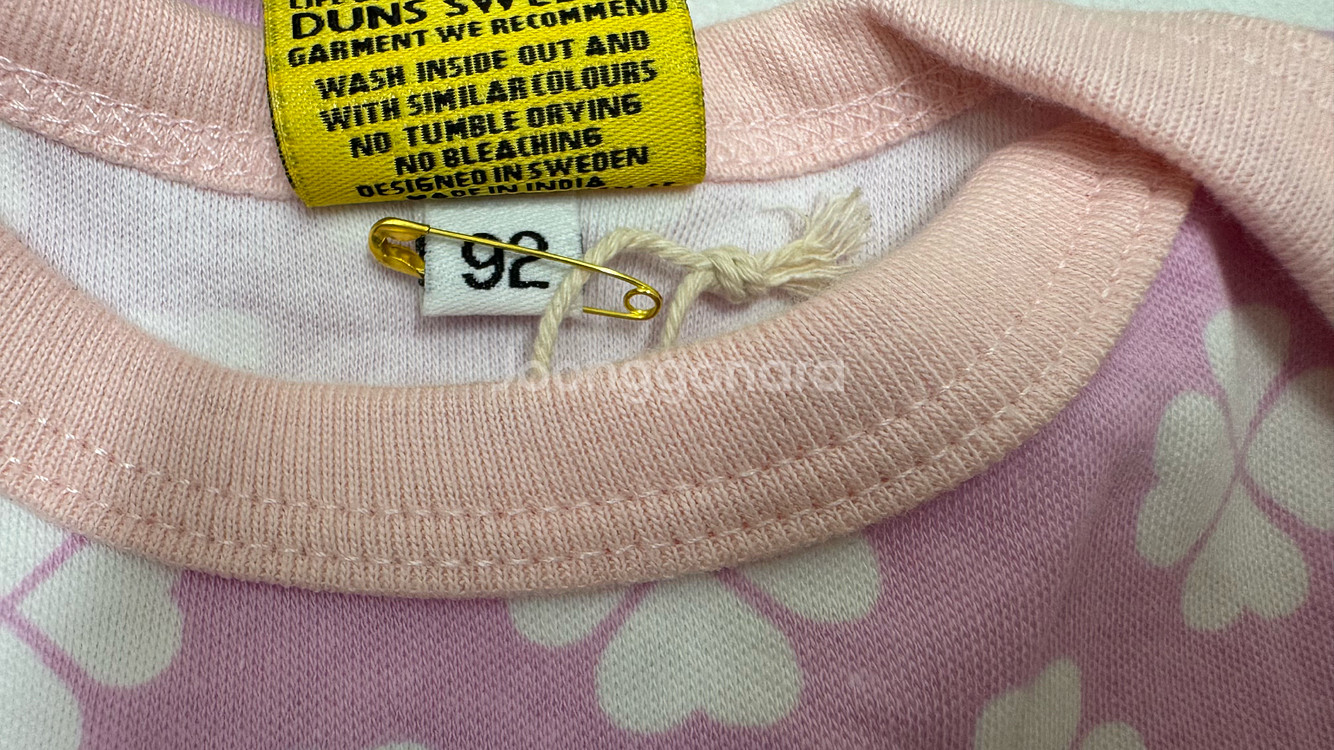 DUNS SWE
GARMENT WE RECOMMEND
WASH INSIDE OUT AND
WITH SIMILAR COLOURS
NO TUMBLE DRYING
NO BLEACHING
DESIGNED IN SWEDEN
MADE IN INDIA
92